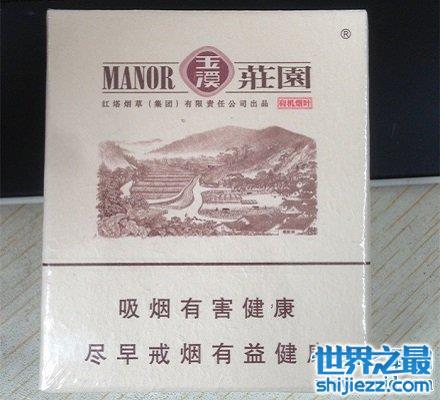 ®
MANOR 玉溪 莊園
红塔烟草(集团)有限责任公司出品 有机烟叶
吸烟有害健康
尽早戒烟有益健康
世界之最
shijiezz.com